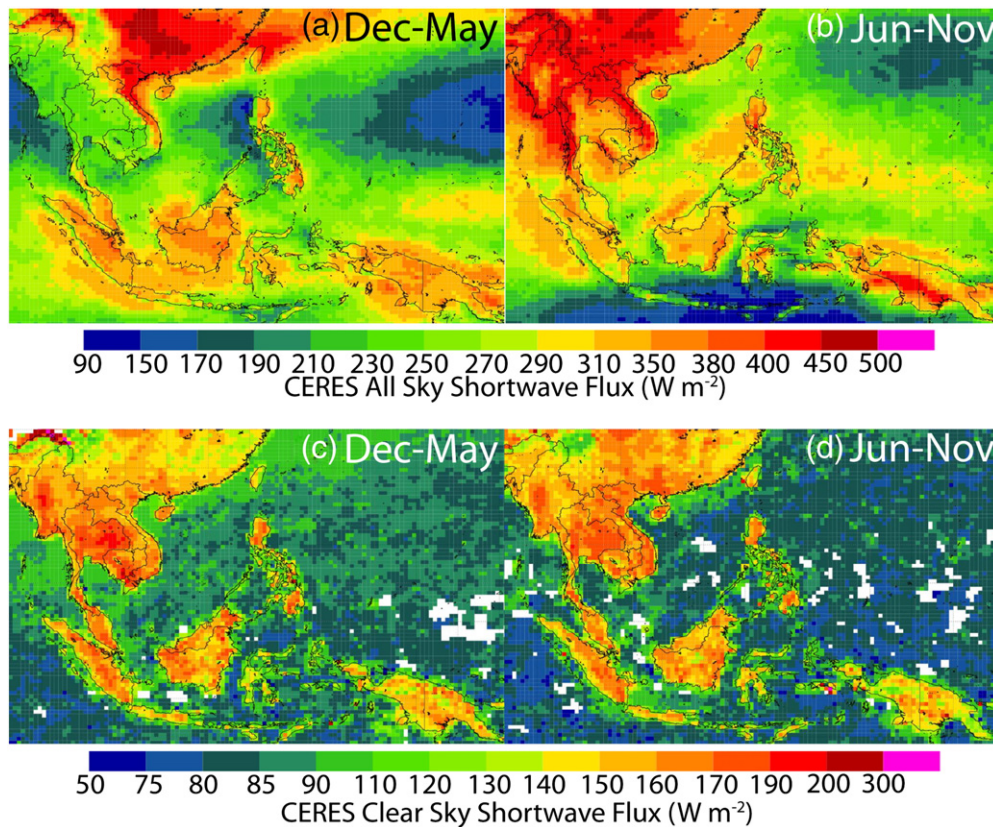 (a) Dec-May
(b) Jun-Nov
90 150 170 190 210 230 250 270 290 310 350 380 400 450 500
CERES All Sky Shortwave Flux (W m⁻²)
(c) Dec-May
(d) Jun-Nov
50 75 80 85 90 110 120 130 140 150 160 170 190 200 300
CERES Clear Sky Shortwave Flux (W m⁻²)